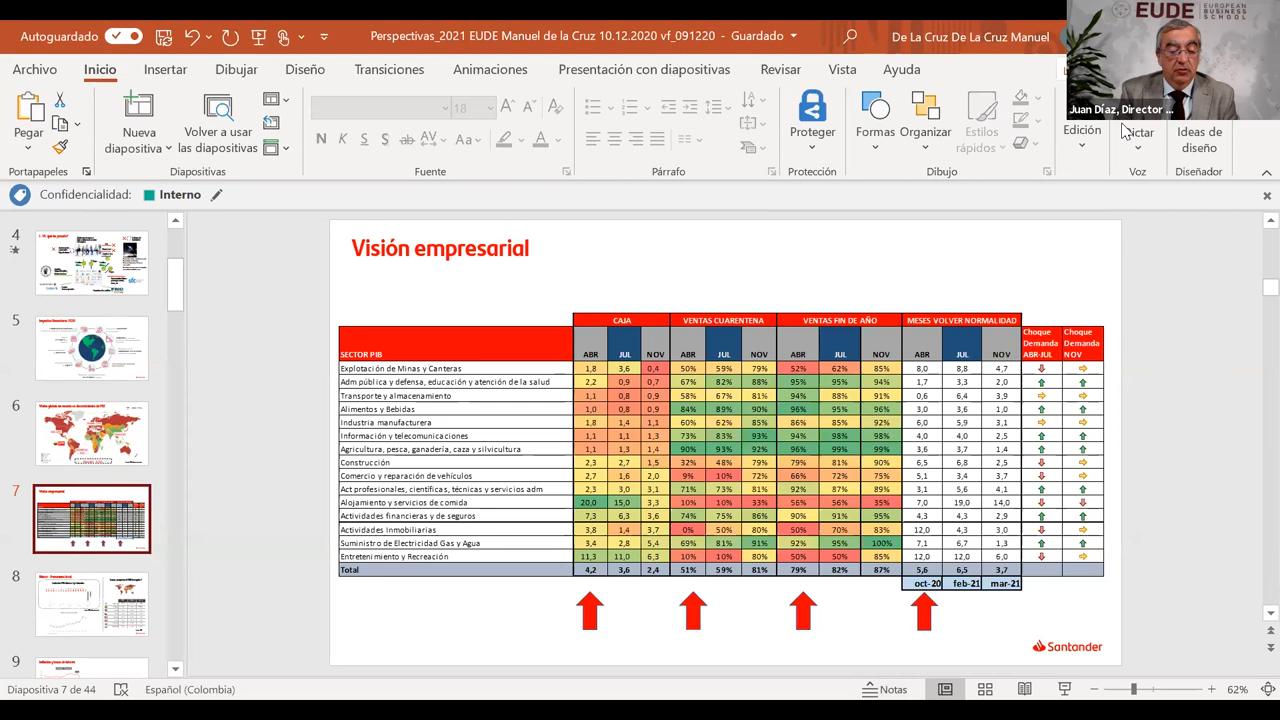 Autoguardado
Perspectivas_2021 EUDE Manuel de la Cruz 10.12.2020 vf_091220 - Guardado
De La Cruz De La Cruz Manuel
EUDE EUROPEAN BUSINESS SCHOOL
Juan Díaz, Director ...
Archivo Inicio Insertar Dibujar Diseño Transiciones Animaciones Presentación con diapositivas Revisar Vista Ayuda
Pegar
Nueva diapositiva
Volver a usar las diapositivas
18
N K S S ab AV Aa A
Proteger
Formas
Organizar
Estilos rápidos
Edición
Ideas de diseño
Portapapeles Diapositivas Fuente Párrafo Protección Dibujo Voz Diseñador
Confidencialidad: Interno
4
5
6
7
8
9
Visión empresarial
CAJA VENTAS CUARENTENA VENTAS FIN DE AÑO MESES VOLVER NORMALIDAD
SECTOR PIB ABR JUL NOV ABR JUL NOV ABR JUL NOV ABR JUL NOV Choque Demanda ABR-JUL Choque Demanda NOV
Explotación de Minas y Canteras 1,8 3,6 0,4 50% 59% 79% 52% 62% 85% 8,0 8,8 4,7
Adm pública y defensa, educación y atención de la salud 2,2 0,9 0,7 67% 82% 88% 95% 95% 94% 1,7 3,3 2,0
Transporte y almacenamiento 1,1 0,8 0,9 58% 67% 81% 94% 88% 91% 0,6 6,4 3,9
Alimentos y Bebidas 1,0 0,8 0,9 84% 89% 90% 96% 95% 96% 3,0 3,6 1,0
Industria manufacturera 1,8 1,4 1,1 60% 62% 85% 86% 85% 92% 6,0 5,9 3,1
Información y telecomunicaciones 1,1 1,1 1,3 73% 83% 93% 94% 98% 98% 4,0 4,0 2,5
Agricultura, pesca, ganadería, caza y silvicultura 1,1 1,3 1,4 90% 93% 92% 96% 99% 99% 3,6 3,7 1,4
Construcción 2,3 2,7 1,5 32% 48% 79% 79% 81% 90% 6,5 6,8 2,5
Comercio y reparación de vehículos 2,7 1,6 2,0 9% 10% 72% 66% 72% 75% 5,1 3,4 3,7
Act profesionales, científicas, técnicas y servicios adm 2,3 3,0 3,1 71% 73% 81% 92% 87% 89% 3,1 5,6 4,1
Alojamiento y servicios de comida 20,0 15,0 3,3 10% 10% 33% 56% 56% 35% 7,0 19,0 14,0
Actividades financieras y de seguros 7,3 6,3 3,6 74% 75% 86% 90% 91% 95% 4,3 4,3 2,9
Actividades Inmobiliarias 3,8 1,4 3,7 0% 50% 80% 50% 70% 83% 12,0 4,3 3,0
Suministro de Electricidad Gas y Agua 3,4 2,8 5,4 69% 81% 91% 92% 95% 100% 7,1 6,7 1,3
Entretenimiento y Recreación 11,3 11,0 6,3 10% 10% 80% 50% 50% 85% 12,0 12,0 6,0
Total 4,2 3,6 2,4 51% 59% 81% 79% 82% 87% 5,6 6,5 3,7
oct-20 feb-21 mar-21
Santander
Diapositiva 7 de 44 Español (Colombia) Notas 62%